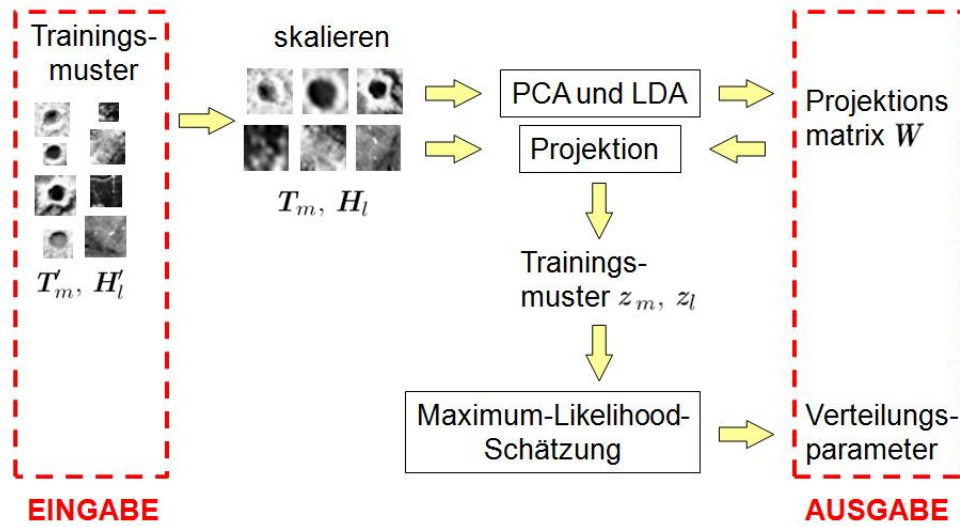 Trainings-
muster
T'm, H'l
EINGABE
skalieren
Tm, Hl
PCA und LDA
Projektion
Trainings-
muster zm, zl
Maximum-Likelihood-
Schätzung
Projektions
matrix W
Verteilungs-
parameter
AUSGABE